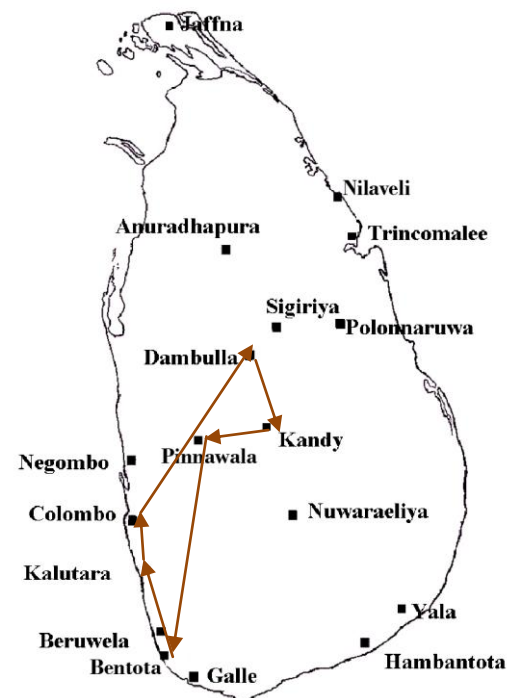 Jaffna
Nilaveli
Anuradhapura
Trincomalee
Sigiriya
Polonnaruwa
Dambulla
Kandy
Pinnawala
Negombo
Colombo
Nuwaraeliya
Kalutara
Yala
Beruwela
Hambantota
Bentota
Galle